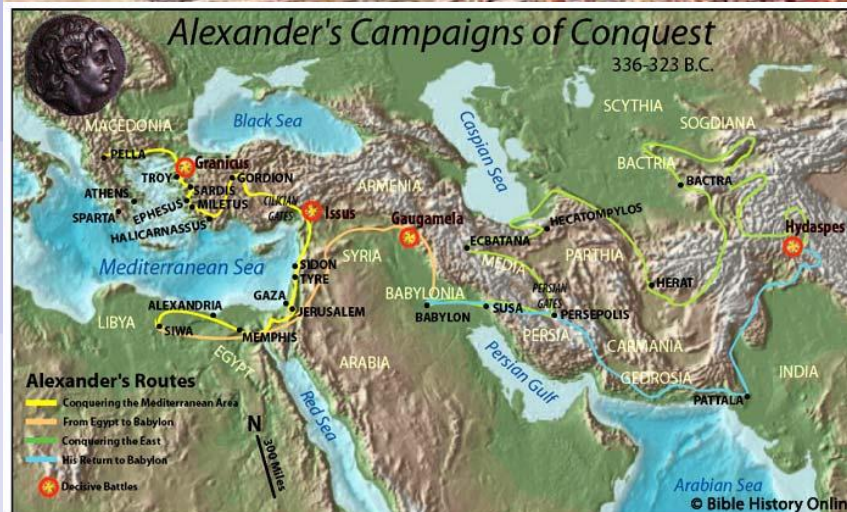 Alexander's Campaigns of Conquest
336-323 B.C.
SCYTHIA
SOGDIANA
MACEDONIA
Black Sea
Caspian Sea
BACTRIA
PELLA
Granicus
TROY
GORDION
SARDIS
ARMENIA
BACTRA
ATHENS
EPHESUS
MILETUS
CILICIAN
GATES
Issus
Gaugamela
HECATOMPYLOS
Hydaspes
SPARTA
HALICARNASSUS
ECBATANA
SYRIA
MEDIA
PARTHIA
Mediterranean Sea
SIDON
TYRE
HERAT
PERSIAN
GATES
GAZA
BABYLONIA
ALEXANDRIA
JERUSALEM
BABYLON
SUSA
PERSEPOLIS
LIBYA
SIWA
MEMPHIS
PERSIA
CARMANIA
EGYPT
ARABIA
GEDROSIA
INDIA
Persian Gulf
PATTALA
Alexander's Routes
Conquering the Mediterranean Area
From Egypt to Babylon
Conquering the East
His Return to Babylon
Decisive Battles
Red Sea
N
300 Miles
Arabian Sea
© Bible History Onlin